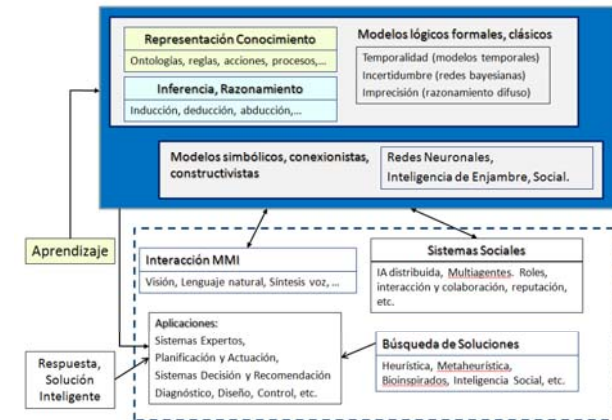 Representación Conocimiento
Ontologías, reglas, acciones, procesos,...
Inferencia, Razonamiento
Inducción, deducción, abducción,...
Modelos lógicos formales, clásicos
Temporalidad (modelos temporales)
Incertidumbre (redes bayesianas)
Imprecisión (razonamiento difuso)
Modelos simbólicos, conexionistas,
constructivistas
Redes Neuronales,
Inteligencia de Enjambre, Social.
Aprendizaje
Interacción MMI
Visión, Lenguaje natural, Síntesis voz, ...
Sistemas Sociales
IA distribuida, Multiagentes. Roles,
interacción y colaboración, reputación,
etc.
Aplicaciones:
Sistemas Expertos,
Planificación y Actuación,
Sistemas Decisión y Recomendación
Diagnóstico, Diseño, Control, etc.
Búsqueda de Soluciones
Heurística, Metaheurística,
Bioinspirados, Inteligencia Social, etc.
Respuesta,
Solución
Inteligente